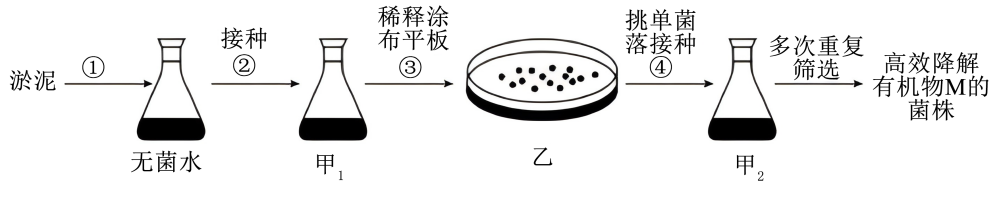 淤泥
①
无菌水
接种
②
甲1
稀释涂
布平板
③
乙
挑单菌
落接种
④
甲2
多次重复
筛选
高效降解
有机物M的
菌株